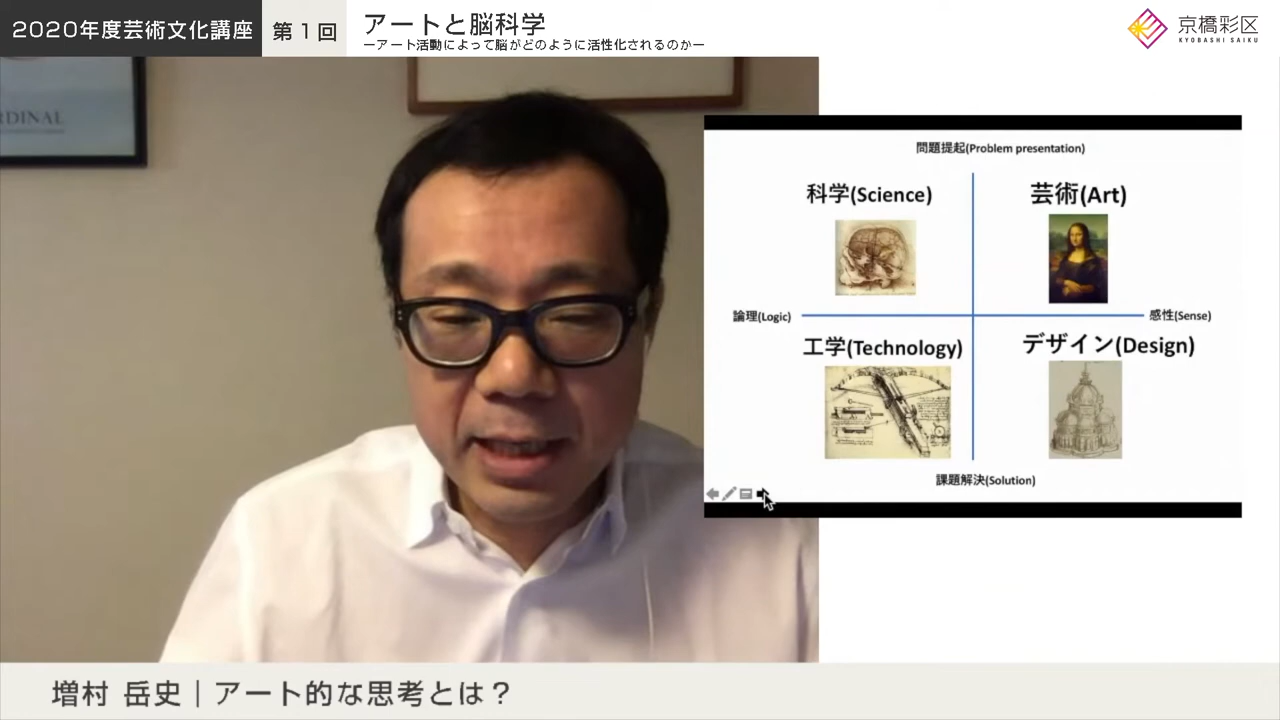 2020年度芸術文化講座
第1回
アートと脳科学
ーアート活動によって脳がどのように活性化されるのかー
京橋彩区
KYOBASHI SAIKU
RDINAL
問題提起(Problem presentation)
科学(Science)
芸術(Art)
論理(Logic)
感性(Sense)
工学(Technology)
デザイン(Design)
課題解決(Solution)
増村 岳史｜アート的な思考とは？